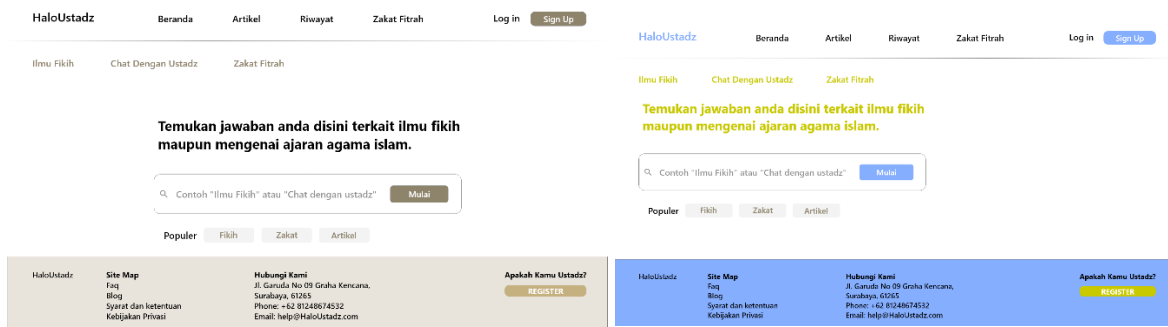 HaloUstadz Beranda Artikel Riwayat Zakat Fitrah Log in Sign Up
Ilmu Fikih Chat Dengan Ustadz Zakat Fitrah
Temukan jawaban anda disini terkait ilmu fikih
maupun mengenai ajaran agama islam.
Contoh "Ilmu Fikih" atau "Chat dengan ustadz" Mulai
Populer Fikih Zakat Artikel
HaloUstadz Site Map Hubungi Kami Apakah Kamu Ustadz?
Faq Jl. Garuda No 09 Graha Kencana, REGISTER
Blog Surabaya, 61265
Syarat dan ketentuan Phone: +62 81248674532
Kebijakan Privasi Email: help@HaloUstadz.com
HaloUstadz Beranda Artikel Riwayat Zakat Fitrah Log in Sign Up
Ilmu Fikih Chat Dengan Ustadz Zakat Fitrah
Temukan jawaban anda disini terkait ilmu fikih
maupun mengenai ajaran agama islam.
Contoh "Ilmu Fikih" atau "Chat dengan ustadz" Mulai
Populer Fikih Zakat Artikel
HaloUstadz Site Map Hubungi Kami Apakah Kamu Ustadz?
Faq Jl. Garuda No 09 Graha Kencana, REGISTER
Blog Surabaya, 61265
Syarat dan ketentuan Phone: +62 81248674532
Kebijakan Privasi Email: help@HaloUstadz.com